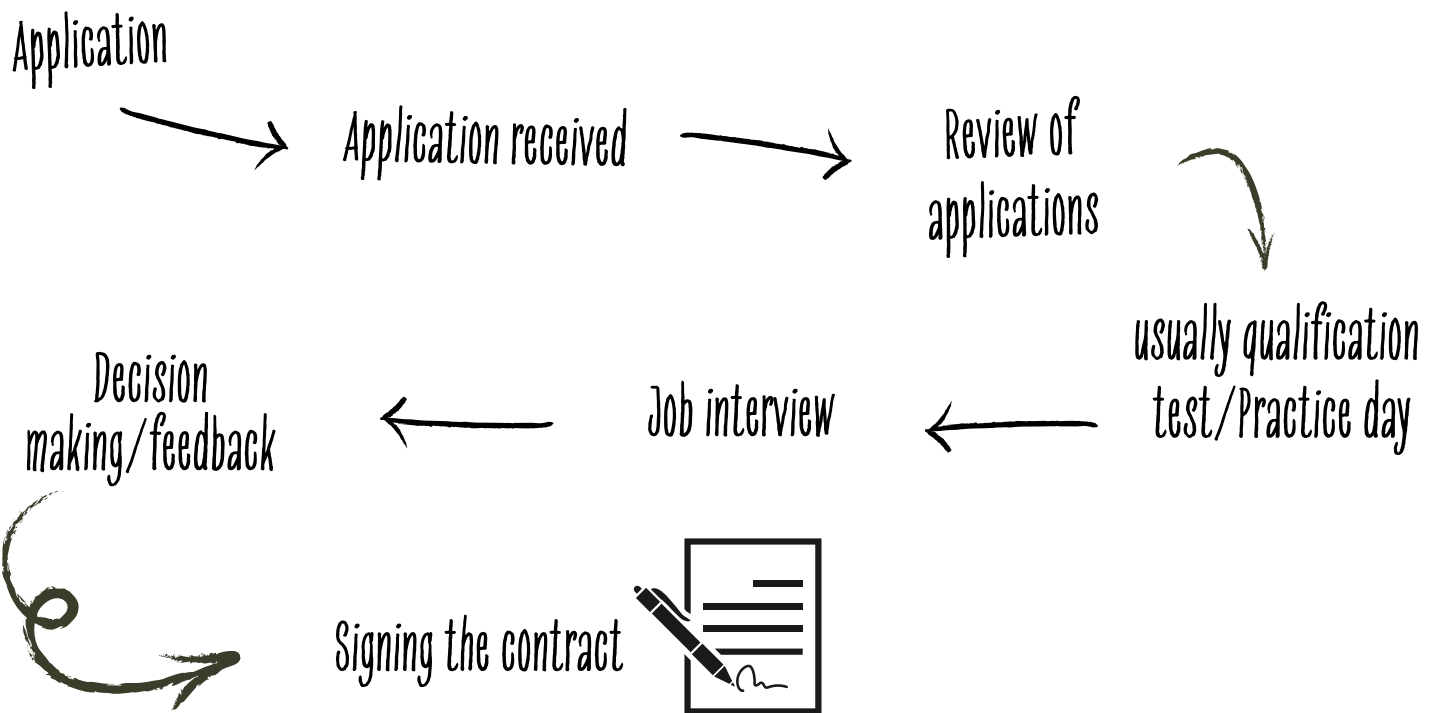 Application
Application received
Review of
applications
usually qualification
test/Practice day
Job interview
Decision
making/feedback
Signing the contract